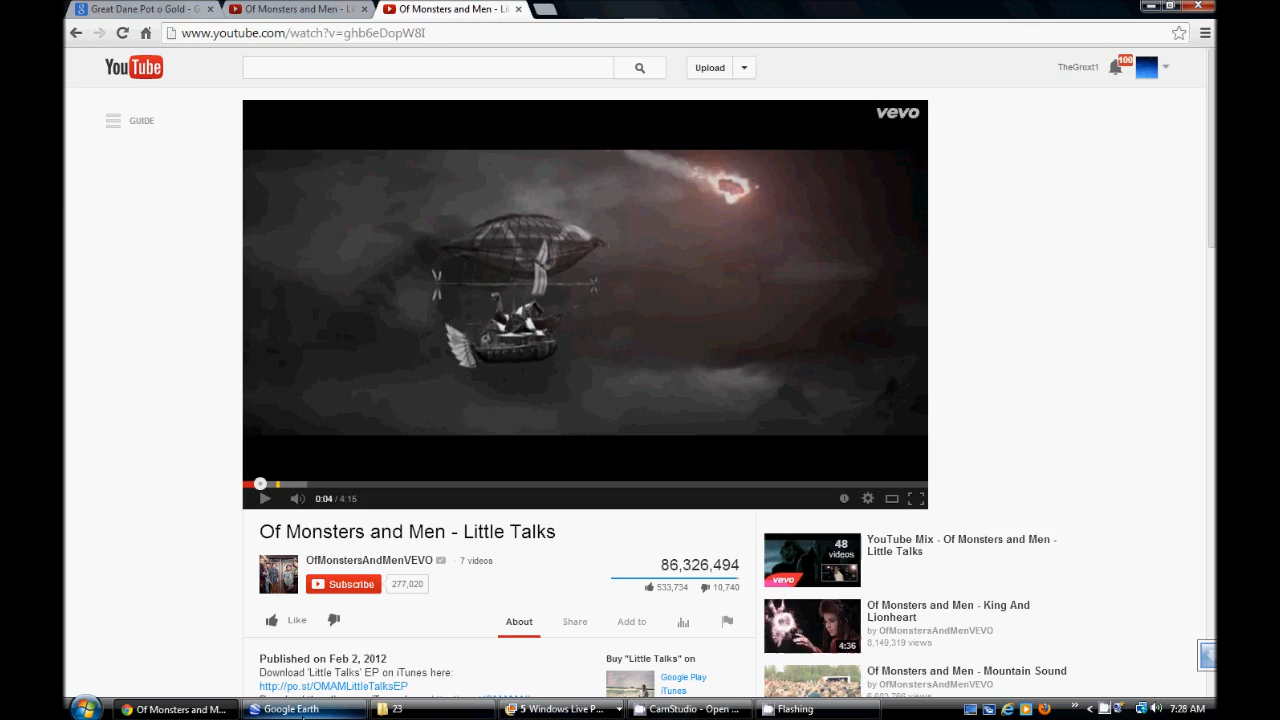 Great Dane Pot o Gold - G
Of Monsters and Men - Li
Of Monsters and Men - Li
www.youtube.com/watch?v=ghb6eDopW8I
YouTube
Upload
TheGroxt1
100
GUIDE
vevo
0:04 / 4:15
Of Monsters and Men - Little Talks
OfMonstersAndMenVEVO
7 videos
86,326,494
Subscribe
277,020
533,734
10,740
Like
About
Share
Add to
Published on Feb 2, 2012
Download 'Little Talks' EP on iTunes here:
http://po.st/OMAMLittleTalksEP
Buy "Little Talks" on
Google Play
iTunes
48
videos
vevo
YouTube Mix - Of Monsters and Men -
Little Talks
4:36
Of Monsters and Men - King And
Lionheart
by OfMonstersAndMenVEVO
8,149,319 views
Of Monsters and Men - Mountain Sound
by OfMonstersAndMenVEVO
Of Monsters and M...
Google Earth
23
5 Windows Live P...
CamStudio - Open ...
Flashing
7:28 AM